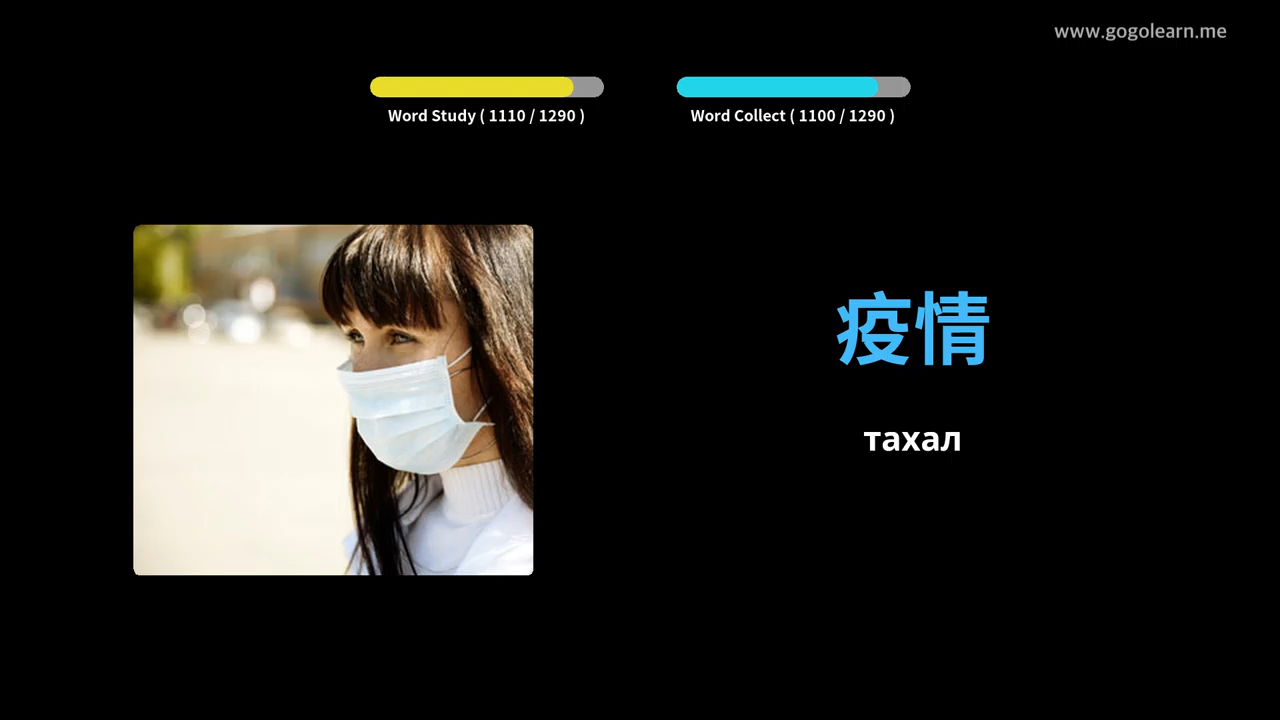 www.gogolearn.me
Word Study ( 1110 / 1290 )
Word Collect ( 1100 / 1290 )
疫情
тахал